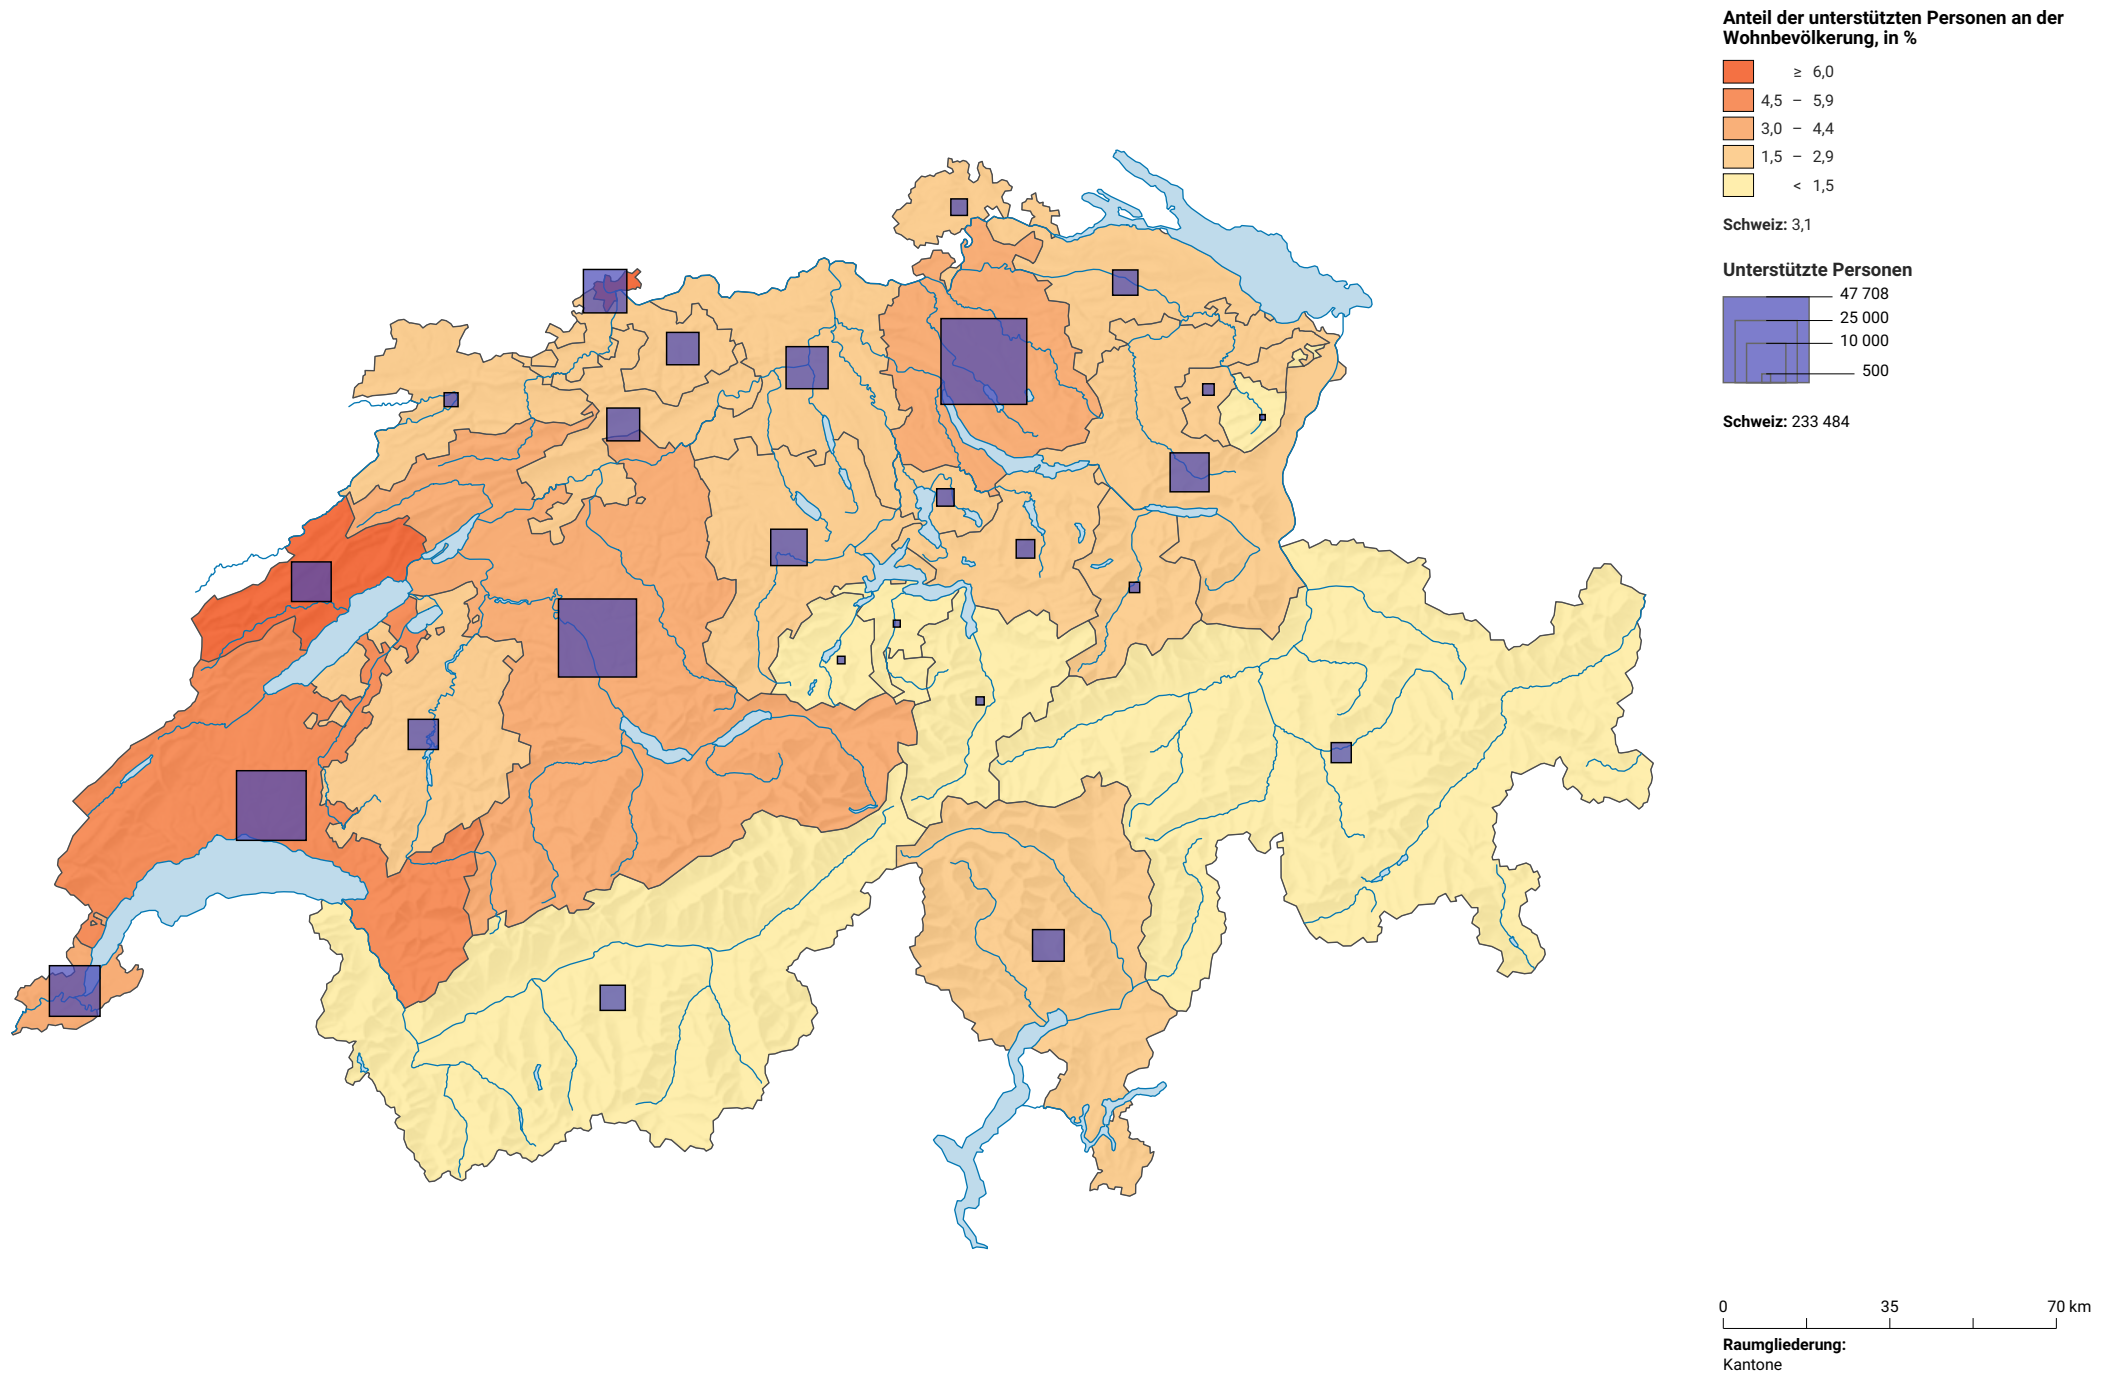 Anteil der unterstützten Personen an der
Wohnbevölkerung, in %
≥ 6,0
4,5 – 5,9
3,0 – 4,4
1,5 – 2,9
< 1,5
Schweiz: 3,1
Unterstützte Personen
47 708
25 000
10 000
500
Schweiz: 233 484
0 35 70 km
Raumgliederung:
Kantone